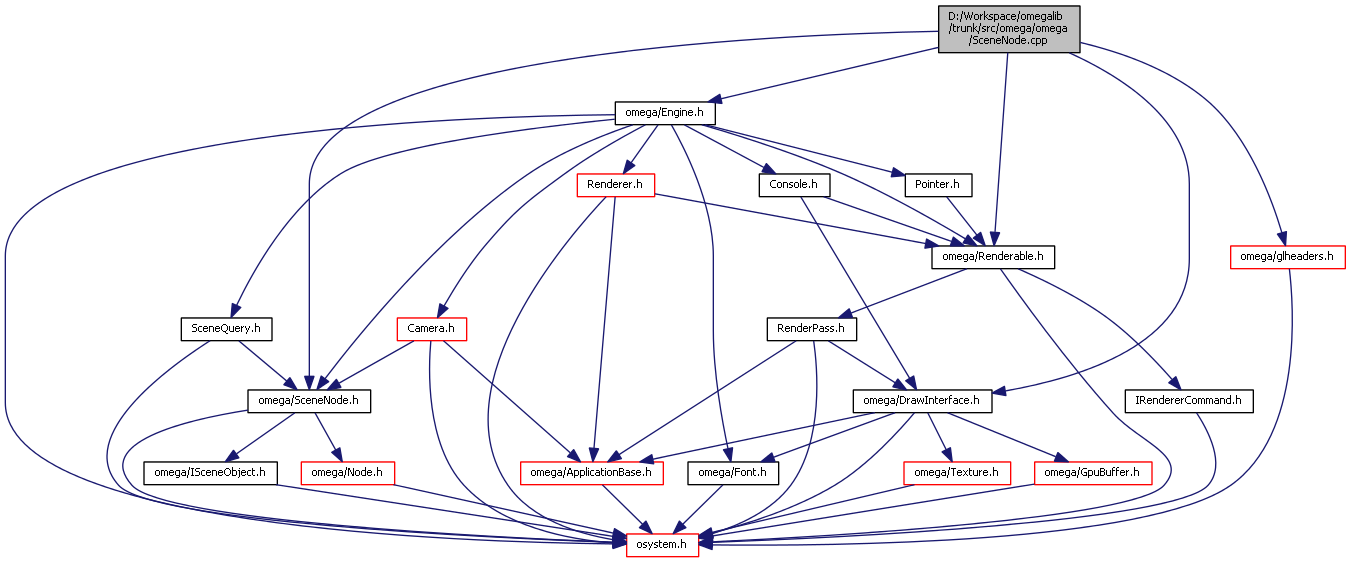 D:/Workspace/omegalib
/trunk/src/omega/omega
/SceneNode.cpp
omega/Engine.h
Renderer.h
Console.h
Pointer.h
omega/Renderable.h
omega/glheaders.h
SceneQuery.h
Camera.h
RenderPass.h
omega/SceneNode.h
omega/DrawInterface.h
IRendererCommand.h
omega/ISceneObject.h
omega/Node.h
omega/ApplicationBase.h
omega/Font.h
omega/Texture.h
omega/GpuBuffer.h
osystem.h